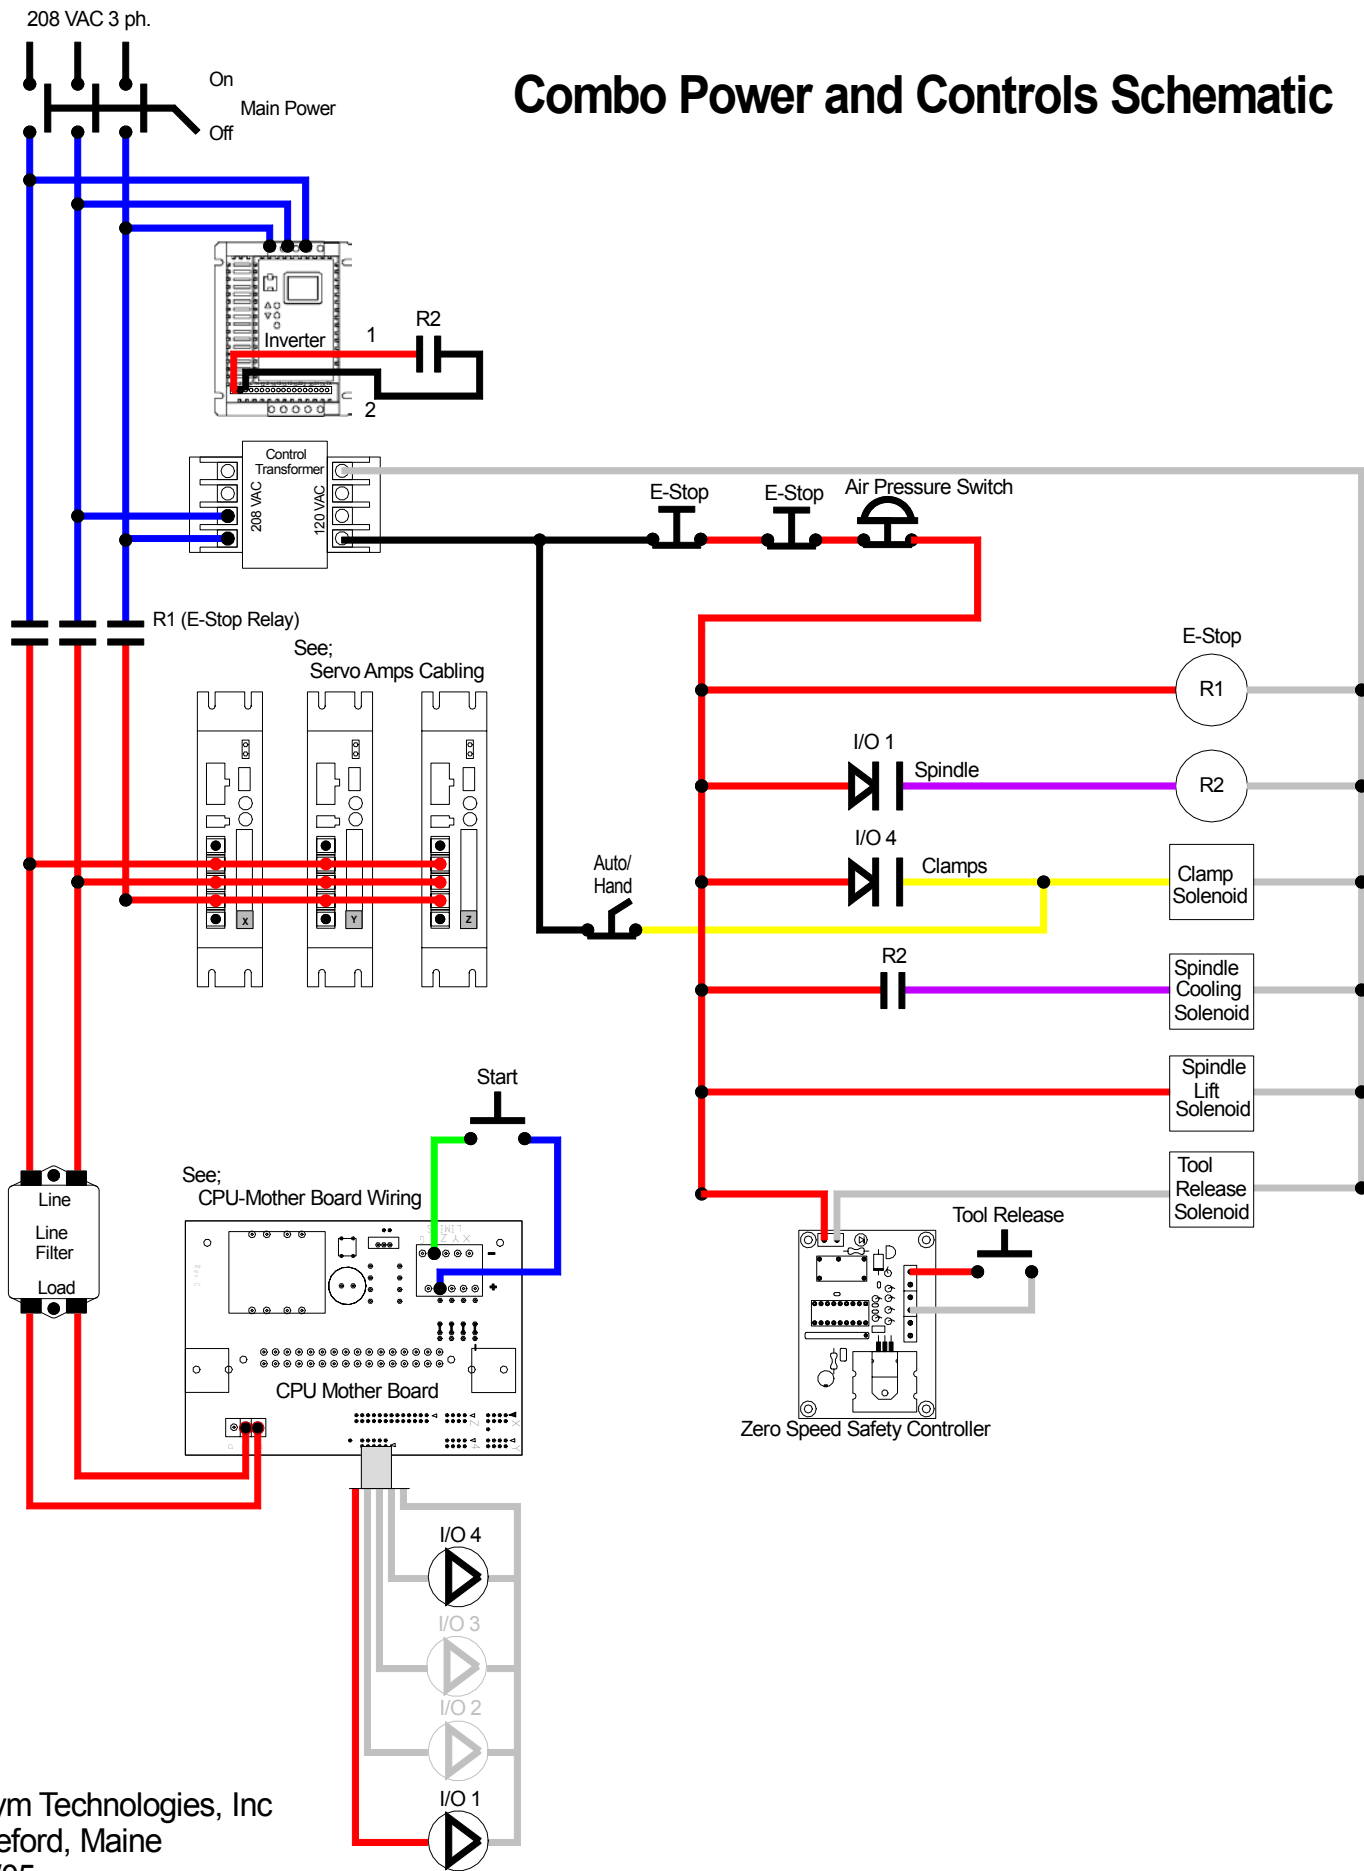 208 VAC 3 ph.
Combo Power and Controls Schematic
On
Main Power
Off
Inverter
1
R2
2
Control
Transformer
208 VAC
120 VAC
E-Stop
E-Stop
Air Pressure Switch
R1 (E-Stop Relay)
See;
Servo Amps Cabling
E-Stop
R1
I/O 1
Spindle
R2
I/O 4
Clamps
Clamp
Solenoid
Auto/
Hand
X
Y
Z
R2
Spindle
Cooling
Solenoid
Start
Spindle
Lift
Solenoid
See;
CPU-Mother Board Wiring
Tool
Release
Solenoid
Line
Line
Filter
Load
X Y Z
LIMITS
-
+
Rev C
Tool Release
CPU Mother Board
Z
X
4
Y
Zero Speed Safety Controller
I/O 4
I/O 3
I/O 2
I/O 1
ym Technologies, Inc
eford, Maine
/95